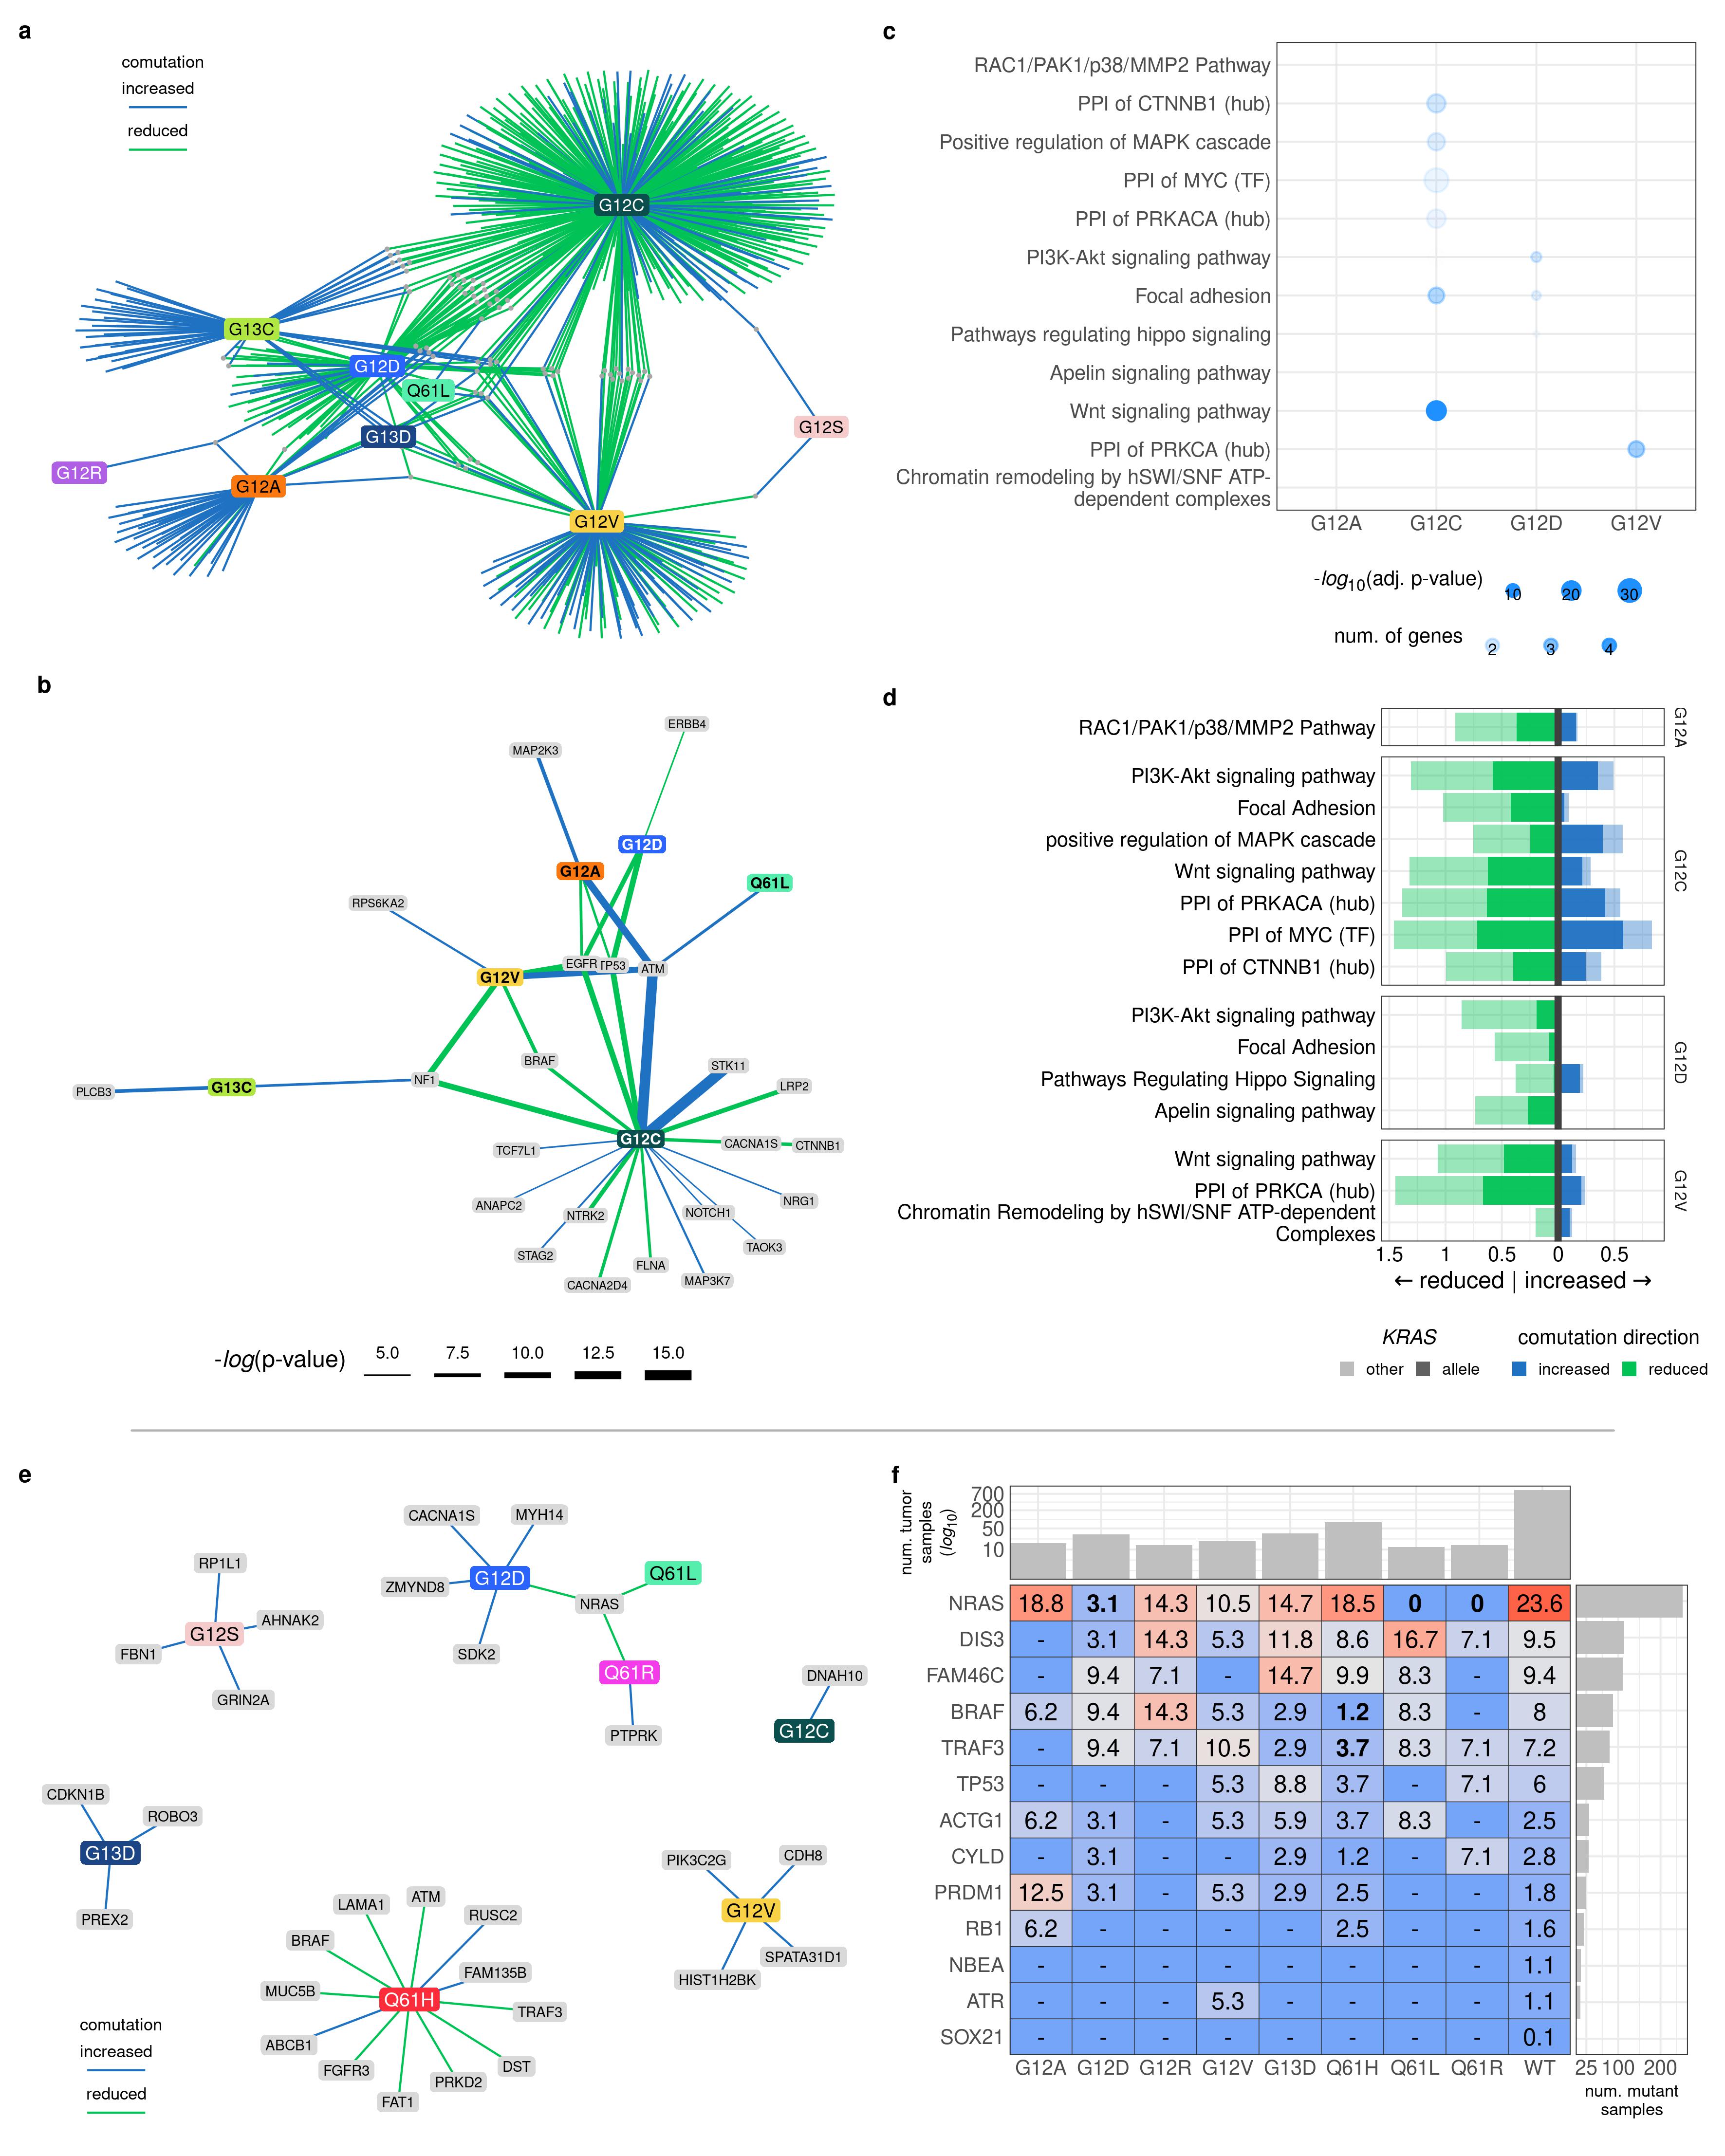 a
comutation
increased
reduced
G12C
G13C
G12D
Q61L
G13D
G12S
G12R
G12A
G12V
b
ERBB4
MAP2K3
G12D
G12A
Q61L
RPS6KA2
EGFR
TP53
ATM
G12V
BRAF
STK11
NF1
LRP2
PLCB3
G13C
G12C
TCF7L1
CACNA1S
CTNNB1
ANAPC2
NRG1
NTRK2
NOTCH1
STAG2
TAOK3
FLNA
CACNA2D4
MAP3K7
-log(p-value)
5.0 7.5 10.0 12.5 15.0
c
RAC1/PAK1/p38/MMP2 Pathway
PPI of CTNNB1 (hub)
Positive regulation of MAPK cascade
PPI of MYC (TF)
PPI of PRKACA (hub)
PI3K-Akt signaling pathway
Focal adhesion
Pathways regulating hippo signaling
Apelin signaling pathway
Wnt signaling pathway
PPI of PRKCA (hub)
Chromatin remodeling by hSWI/SNF ATP-
dependent complexes
G12A G12C G12D G12V
-log10(adj. p-value) 10 20 30
num. of genes 2 3 4
d
RAC1/PAK1/p38/MMP2 Pathway
G12A
PI3K-Akt signaling pathway
Focal Adhesion
positive regulation of MAPK cascade
Wnt signaling pathway
PPI of PRKACA (hub)
PPI of MYC (TF)
PPI of CTNNB1 (hub)
G12C
PI3K-Akt signaling pathway
Focal Adhesion
Pathways Regulating Hippo Signaling
Apelin signaling pathway
G12D
Wnt signaling pathway
PPI of PRKCA (hub)
Chromatin Remodeling by hSWI/SNF ATP-dependent
Complexes
G12V
1.5 1 0.5 0 0.5
← reduced | increased →
KRAS
other allele
comutation direction
increased reduced
e
CACNA1S
MYH14
RP1L1
ZMYND8
G12D
Q61L
NRAS
AHNAK2
G12S
FBN1
SDK2
Q61R
DNAH10
GRIN2A
PTPRK
G12C
CDKN1B
ROBO3
G13D
PREX2
PIK3C2G
CDH8
G12V
SPATA31D1
HIST1H2BK
LAMA1
ATM
RUSC2
BRAF
FAM135B
MUC5B
Q61H
TRAF3
ABCB1
FGFR3
DST
PRKD2
FAT1
comutation
increased
reduced
f
num. tumor
samples
(log10)
700
200
50
10
NRAS 18.8 3.1 14.3 10.5 14.7 18.5 0 0 23.6
DIS3 - 3.1 14.3 5.3 11.8 8.6 16.7 7.1 9.5
FAM46C - 9.4 7.1 - 14.7 9.9 8.3 - 9.4
BRAF 6.2 9.4 14.3 5.3 2.9 1.2 8.3 - 8
TRAF3 - 9.4 7.1 10.5 2.9 3.7 8.3 7.1 7.2
TP53 - - - 5.3 8.8 3.7 - 7.1 6
ACTG1 6.2 3.1 - 5.3 5.9 3.7 8.3 - 2.5
CYLD - 3.1 - - 2.9 1.2 - 7.1 2.8
PRDM1 12.5 3.1 - 5.3 2.9 2.5 - - 1.8
RB1 6.2 - - - - 2.5 - - 1.6
NBEA - - - - - - - - 1.1
ATR - - - 5.3 - - - - 1.1
SOX21 - - - - - - - - 0.1
G12A G12D G12R G12V G13D Q61H Q61L Q61R WT
25 100 200
num. mutant
samples